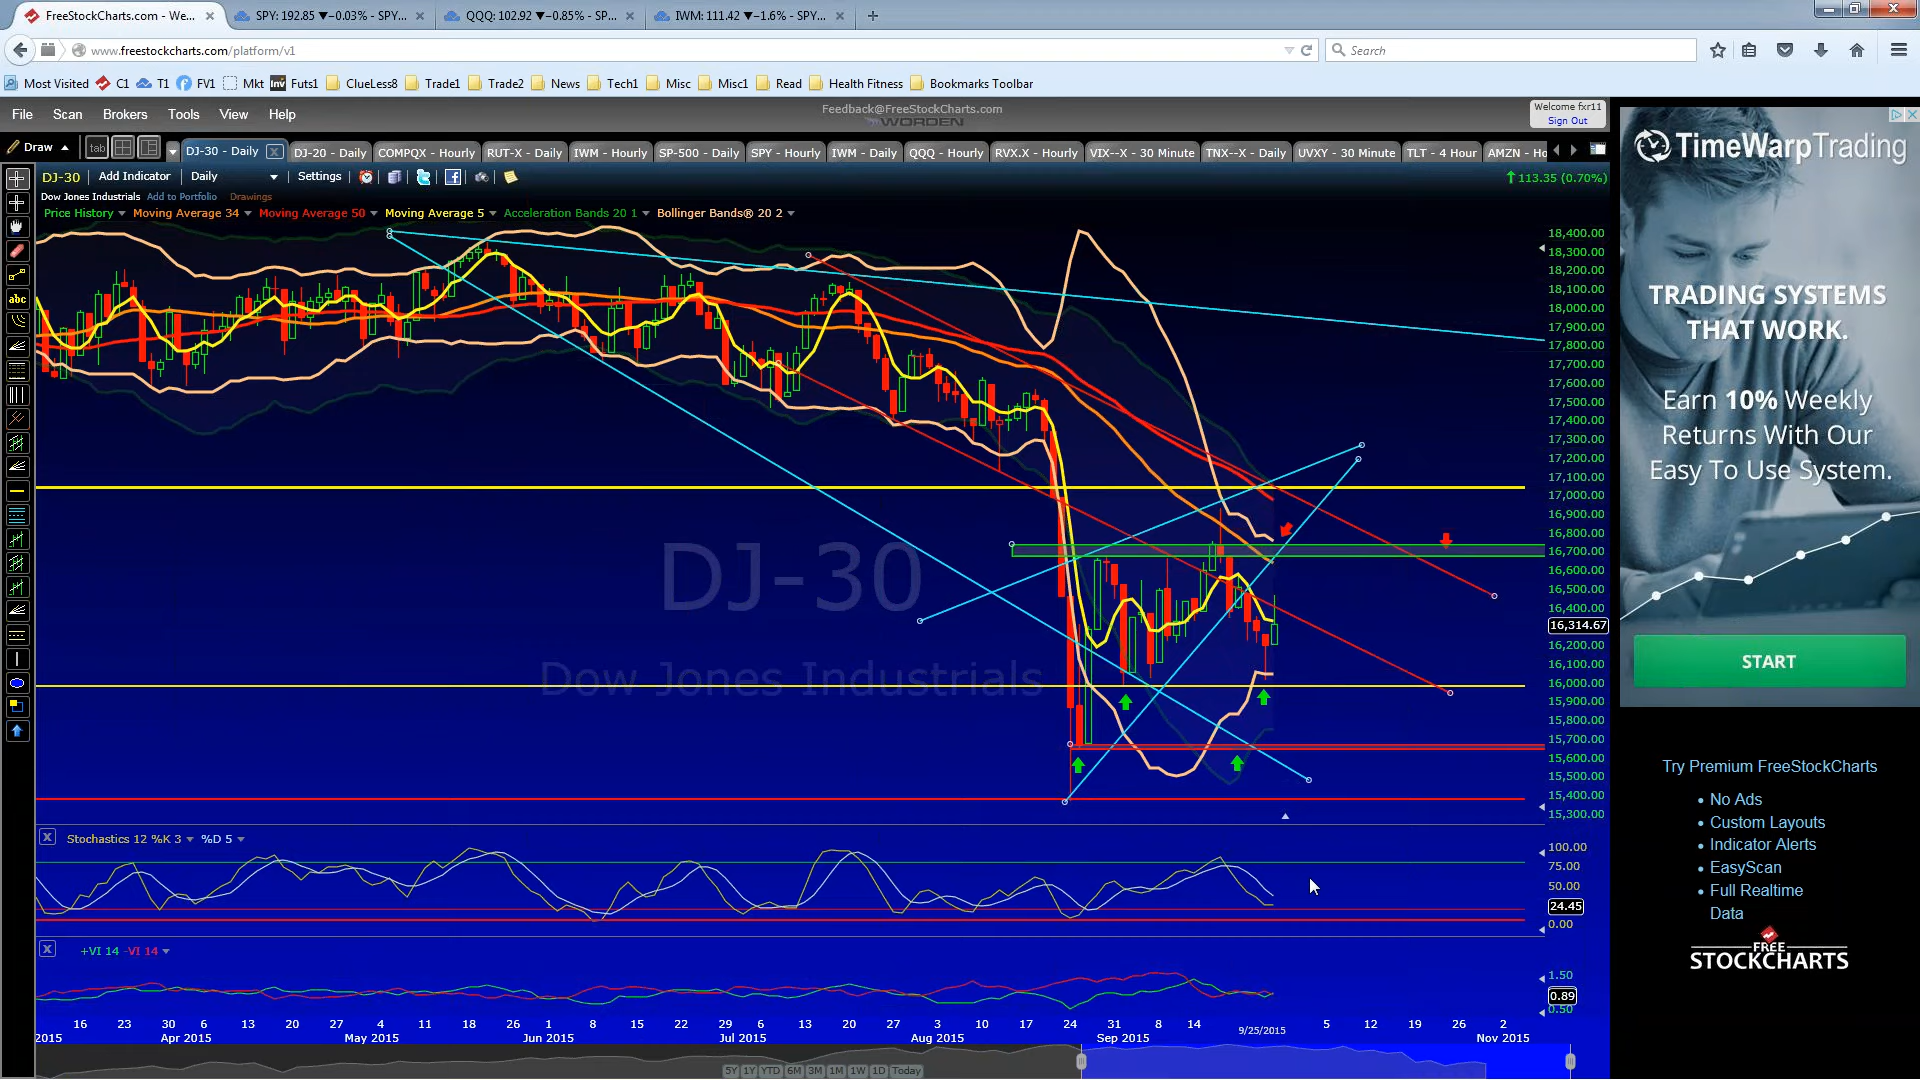 FreeStockCharts.com - We...
SPY: 192.85 ▼−0.03% - SPY...
QQQ: 102.92 ▼−0.85% - SP...
IWM: 111.42 ▼−1.6% - SPY...
www.freestockcharts.com/platform/v1
Search
Most Visited C1 T1 FV1 Mkt Futs1 ClueLess8 Trade1 Trade2 News Tech1 Misc Misc1 Read Health Fitness Bookmarks Toolbar
File Scan Brokers Tools View Help
Feedback@FreeStockCharts.com
WORDEN
Welcome fxr11
Sign Out
Draw tab DJ-30 - Daily DJ-20 - Daily COMPQX - Hourly RUT-X - Daily IWM - Hourly SP-500 - Daily SPY - Hourly IWM - Daily QQQ - Hourly RVX.X - Hourly VIX--X - 30 Minute TNX--X - Daily UVXY - 30 Minute TLT - 4 Hour AMZN - Ho
DJ-30 Add Indicator Daily Settings
113.35 (0.70%)
Dow Jones Industrials Add to Portfolio Drawings
Price History Moving Average 34 Moving Average 50 Moving Average 5 Acceleration Bands 20 1 Bollinger Bands® 20 2
abc
DJ-30
Dow Jones Industrials
18,400.00
18,300.00
18,200.00
18,100.00
18,000.00
17,900.00
17,800.00
17,700.00
17,600.00
17,500.00
17,400.00
17,300.00
17,200.00
17,100.00
17,000.00
16,900.00
16,800.00
16,700.00
16,600.00
16,500.00
16,400.00
16,314.67
16,200.00
16,100.00
16,000.00
15,900.00
15,800.00
15,700.00
15,600.00
15,500.00
15,400.00
15,300.00
Stochastics 12 %K 3 %D 5
100.00
75.00
50.00
24.45
0.00
+VI 14 -VI 14
1.50
0.89
0.50
16 23 30 6 13 20 27 4 11 18 26 1 8 15 22 29 6 13 20 27 3 10 17 24 31 8 14 9/25/2015 5 12 19 26 2
2015 Apr 2015 May 2015 Jun 2015 Jul 2015 Aug 2015 Sep 2015 Nov 2015
5Y 1Y YTD 6M 3M 1M 1W 1D Today
TimeWarpTrading
TRADING SYSTEMS
THAT WORK.
Earn 10% Weekly
Returns With Our
Easy To Use System.
START
Try Premium FreeStockCharts
• No Ads
• Custom Layouts
• Indicator Alerts
• EasyScan
• Full Realtime
Data
FREE
STOCKCHARTS